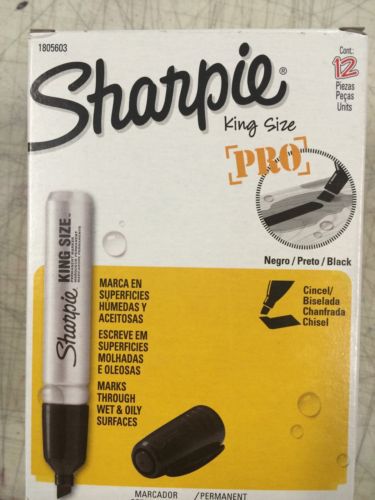 1805603
Sharpie®
King Size
[PRO]
Cont:
12
Piezas
Peças
Units
Negro / Preto / Black
Sharpie KING SIZE™
MARCA EN
SUPERFICIES
HUMEDAS Y
ACEITOSAS
ESCREVE EM
SUPERFICIES
MOLHADAS
E OLEOSAS
MARKS
THROUGH
WET & OILY
SURFACES
Cincel/
Biselada
Chanfrada
Chisel
MARCADOR /PERMANENT